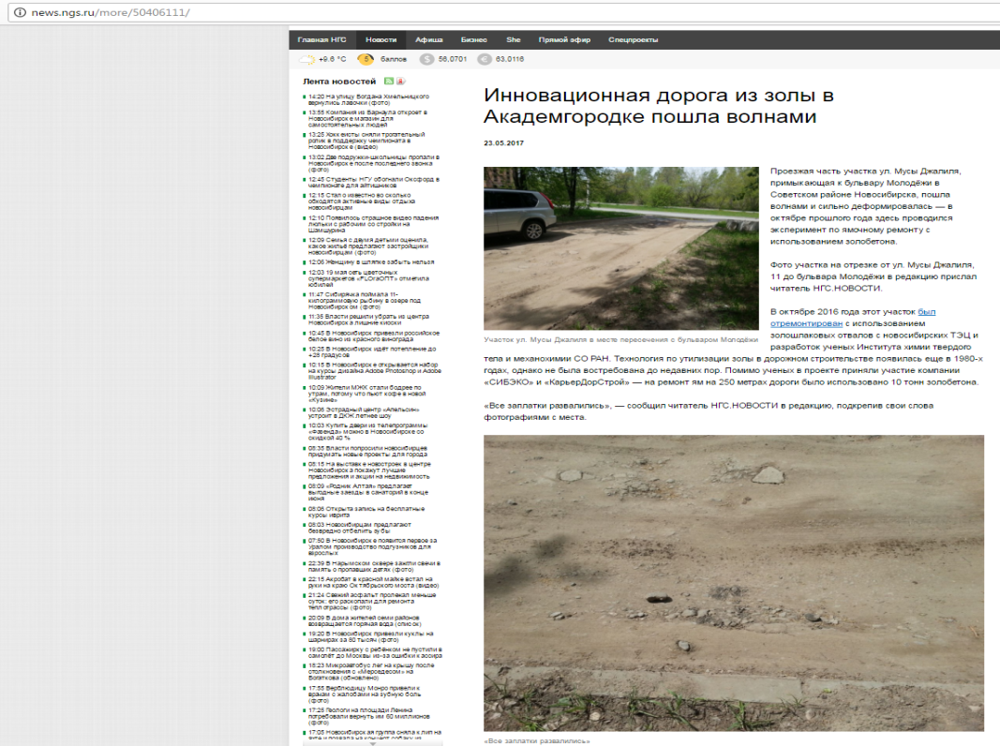 news.ngs.ru/more/50406111/
Главная НГС Новости Афиша Бизнес She Прямой эфир Спецпроекты
+9.6 °C 5 баллов $ 56,0701 € 63,0116
Лента новостей
14:20 На улицу Богдана Хмельницкого
вернулись лавочки (фото)
13:55 Компания из Барнаула откроет в
Новосибирске магазин для
самостоятельных людей
13:25 Хоккеисты сняли трогательный
ролик в поддержку чемпионата в
Новосибирске (видео)
13:02 Две подружки-школьницы пропали в
Новосибирске после последнего звонка
(фото)
12:45 Студенты НГУ обогнали Оксфорд в
чемпионате для айтишников
12:15 Стало известно во сколько
обходятся активные виды отдыха
новосибирцам
12:10 Появилось страшное видео падения
люльки с рабочим со стройки на
Шамшурина
12:09 Семья с двумя детьми оценила,
какое жильё предлагают застройщики
новосибирцам (фото)
12:06 Женщину в шляпке забыть нельзя
12:03 19 мая сеть цветочных
супермаркетов «FLOraОПТ» отметила
юбилей
11:47 Сибирячка поймала 11-
килограммовую рыбину в озере под
Новосибирском (фото)
11:35 Власти решили убрать из центра
Новосибирска лишние киоски
10:45 В Новосибирск привезли российское
белое вино из красного винограда
10:25 В Новосибирск идёт потепление до
+28 градусов
10:15 В Новосибирске открывается набор
на курсы дизайна Adobe Photoshop и Adobe
Illustrator
10:09 Жители МЖК стали бодрее по
утрам, потому что пьют кофе в новой
«Кузине»
10:06 Эстрадный центр «Апельсин»
устроит в ДКЖ летнее шоу
10:03 Купить двери из телепрограммы
«Фазенда» можно в Новосибирске со
скидкой 40 %
08:35 Власти попросили новосибирцев
придумать новые проекты для города
08:15 На выставке новостроек в центре
Новосибирска покажут лучшие
предложения и акции на недвижимость
08:09 «Родник Алтая» предлагает
выгодные заезды в санаторий в конце
июня
08:06 Открыта запись на бесплатные
курсы иврита
08:03 Новосибирцам предлагают
безвредно отбелить зубы
07:50 В Новосибирске появится первое за
Уралом производство подгузников для
взрослых
22:39 В Нарымском сквере зажгли свечи в
память о пропавших детях (фото)
22:15 Акробат в красной майке встал на
руки на краю Октябрьского моста (видео)
21:24 Свежий асфальт пролежал меньше
суток: его раскопали для ремонта
теплотрассы (фото)
20:09 В дома жителей семи районов
возвращается горячая вода (список)
19:20 В Новосибирск привезли куклы на
шарнирах за 80 тысяч (фото)
19:00 Пассажирку с ребёнком не пустили в
самолёт до Москвы из-за ошибки кассира
18:23 Микроавтобус лег на крышу после
столкновения с «Мерседесом» на
Богаткова (обновлено)
17:55 Верблюдицу Монро привели к
врачам с жалобами на зубную боль
(фото)
17:25 Геологи на площади Ленина
потребовали вернуть им 60 миллионов
(фото)
17:05 Новосибирская группа сняла клип на
Инновационная дорога из золы в
Академгородке пошла волнами
23.05.2017
Проезжая часть участка ул. Мусы Джалиля,
примыкающая к бульвару Молодёжи в
Советском районе Новосибирска, пошла
волнами и сильно деформировалась — в
октябре прошлого года здесь проводился
эксперимент по ямочному ремонту с
использованием золобетона.
Фото участка на отрезке от ул. Мусы Джалиля,
11 до бульвара Молодёжи в редакцию прислал
читатель НГС.НОВОСТИ.
Участок ул. Мусы Джалиля в месте пересечения с бульваром Молодёжи
В октябре 2016 года этот участок был
отремонтирован с использованием
золошлаковых отвалов с новосибирских ТЭЦ и
разработок ученых Института химии твердого
тела и механохимии СО РАН. Технология по утилизации золы в дорожном строительстве появилась еще в 1980-х
годах, однако не была востребована до недавних пор. Помимо ученых в проекте приняли участие компании
«СИБЭКО» и «КарьерДорСтрой» — на ремонт ям на 250 метрах дороги было использовано 10 тонн золобетона.
«Все заплатки развалились», — сообщил читатель НГС.НОВОСТИ в редакцию, подкрепив свои слова
фотографиями с места.
«Все заплатки развалились»